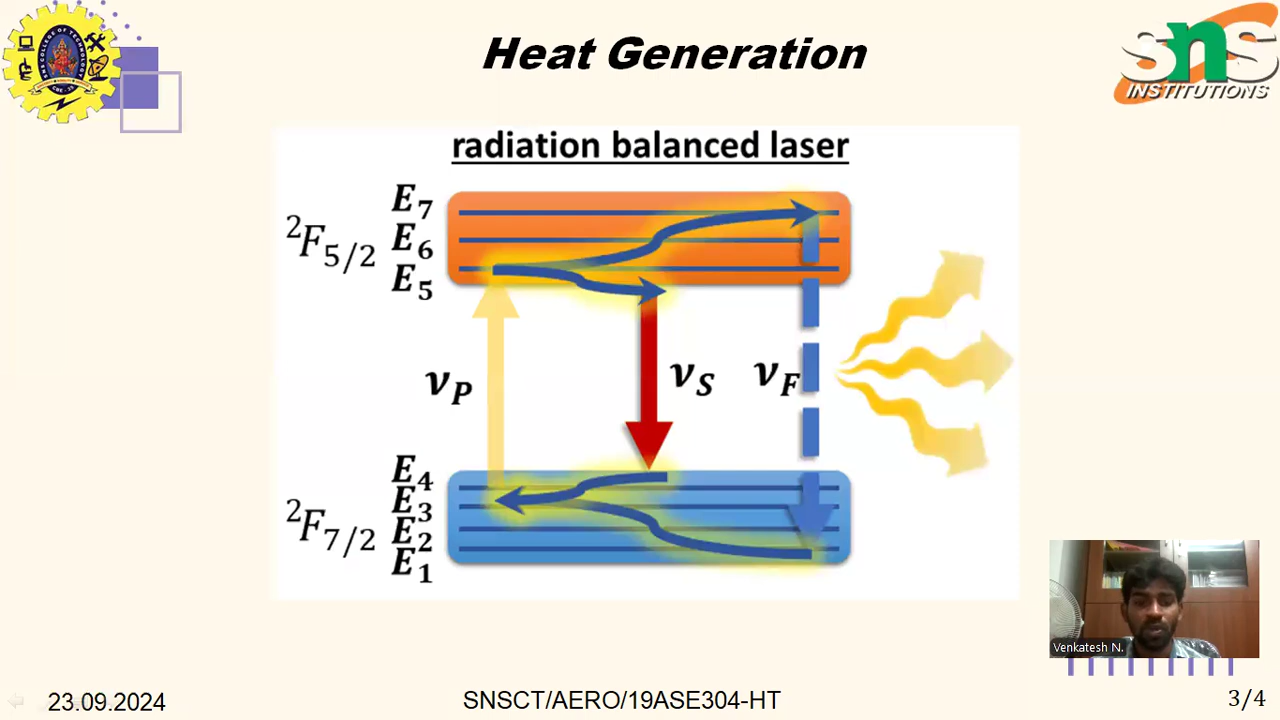 Heat Generation
SNS
INSTITUTIONS
radiation balanced laser
E7
²F5/2 E6
E5
νP νS νF
E4
E3
²F7/2 E2
E1
Venkatesh N.
23.09.2024 SNSCT/AERO/19ASE304-HT 3/4